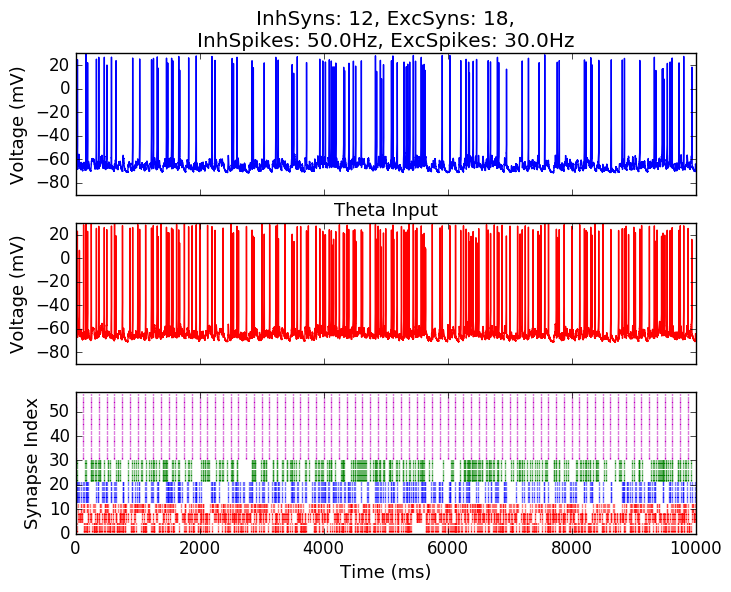 InhSyns: 12, ExcSyns: 18,
InhSpikes: 50.0Hz, ExcSpikes: 30.0Hz
Voltage (mV)
20
0
−20
−40
−60
−80
Theta Input
Voltage (mV)
20
0
−20
−40
−60
−80
Synapse Index
50
40
30
20
10
0
0 2000 4000 6000 8000 10000
Time (ms)